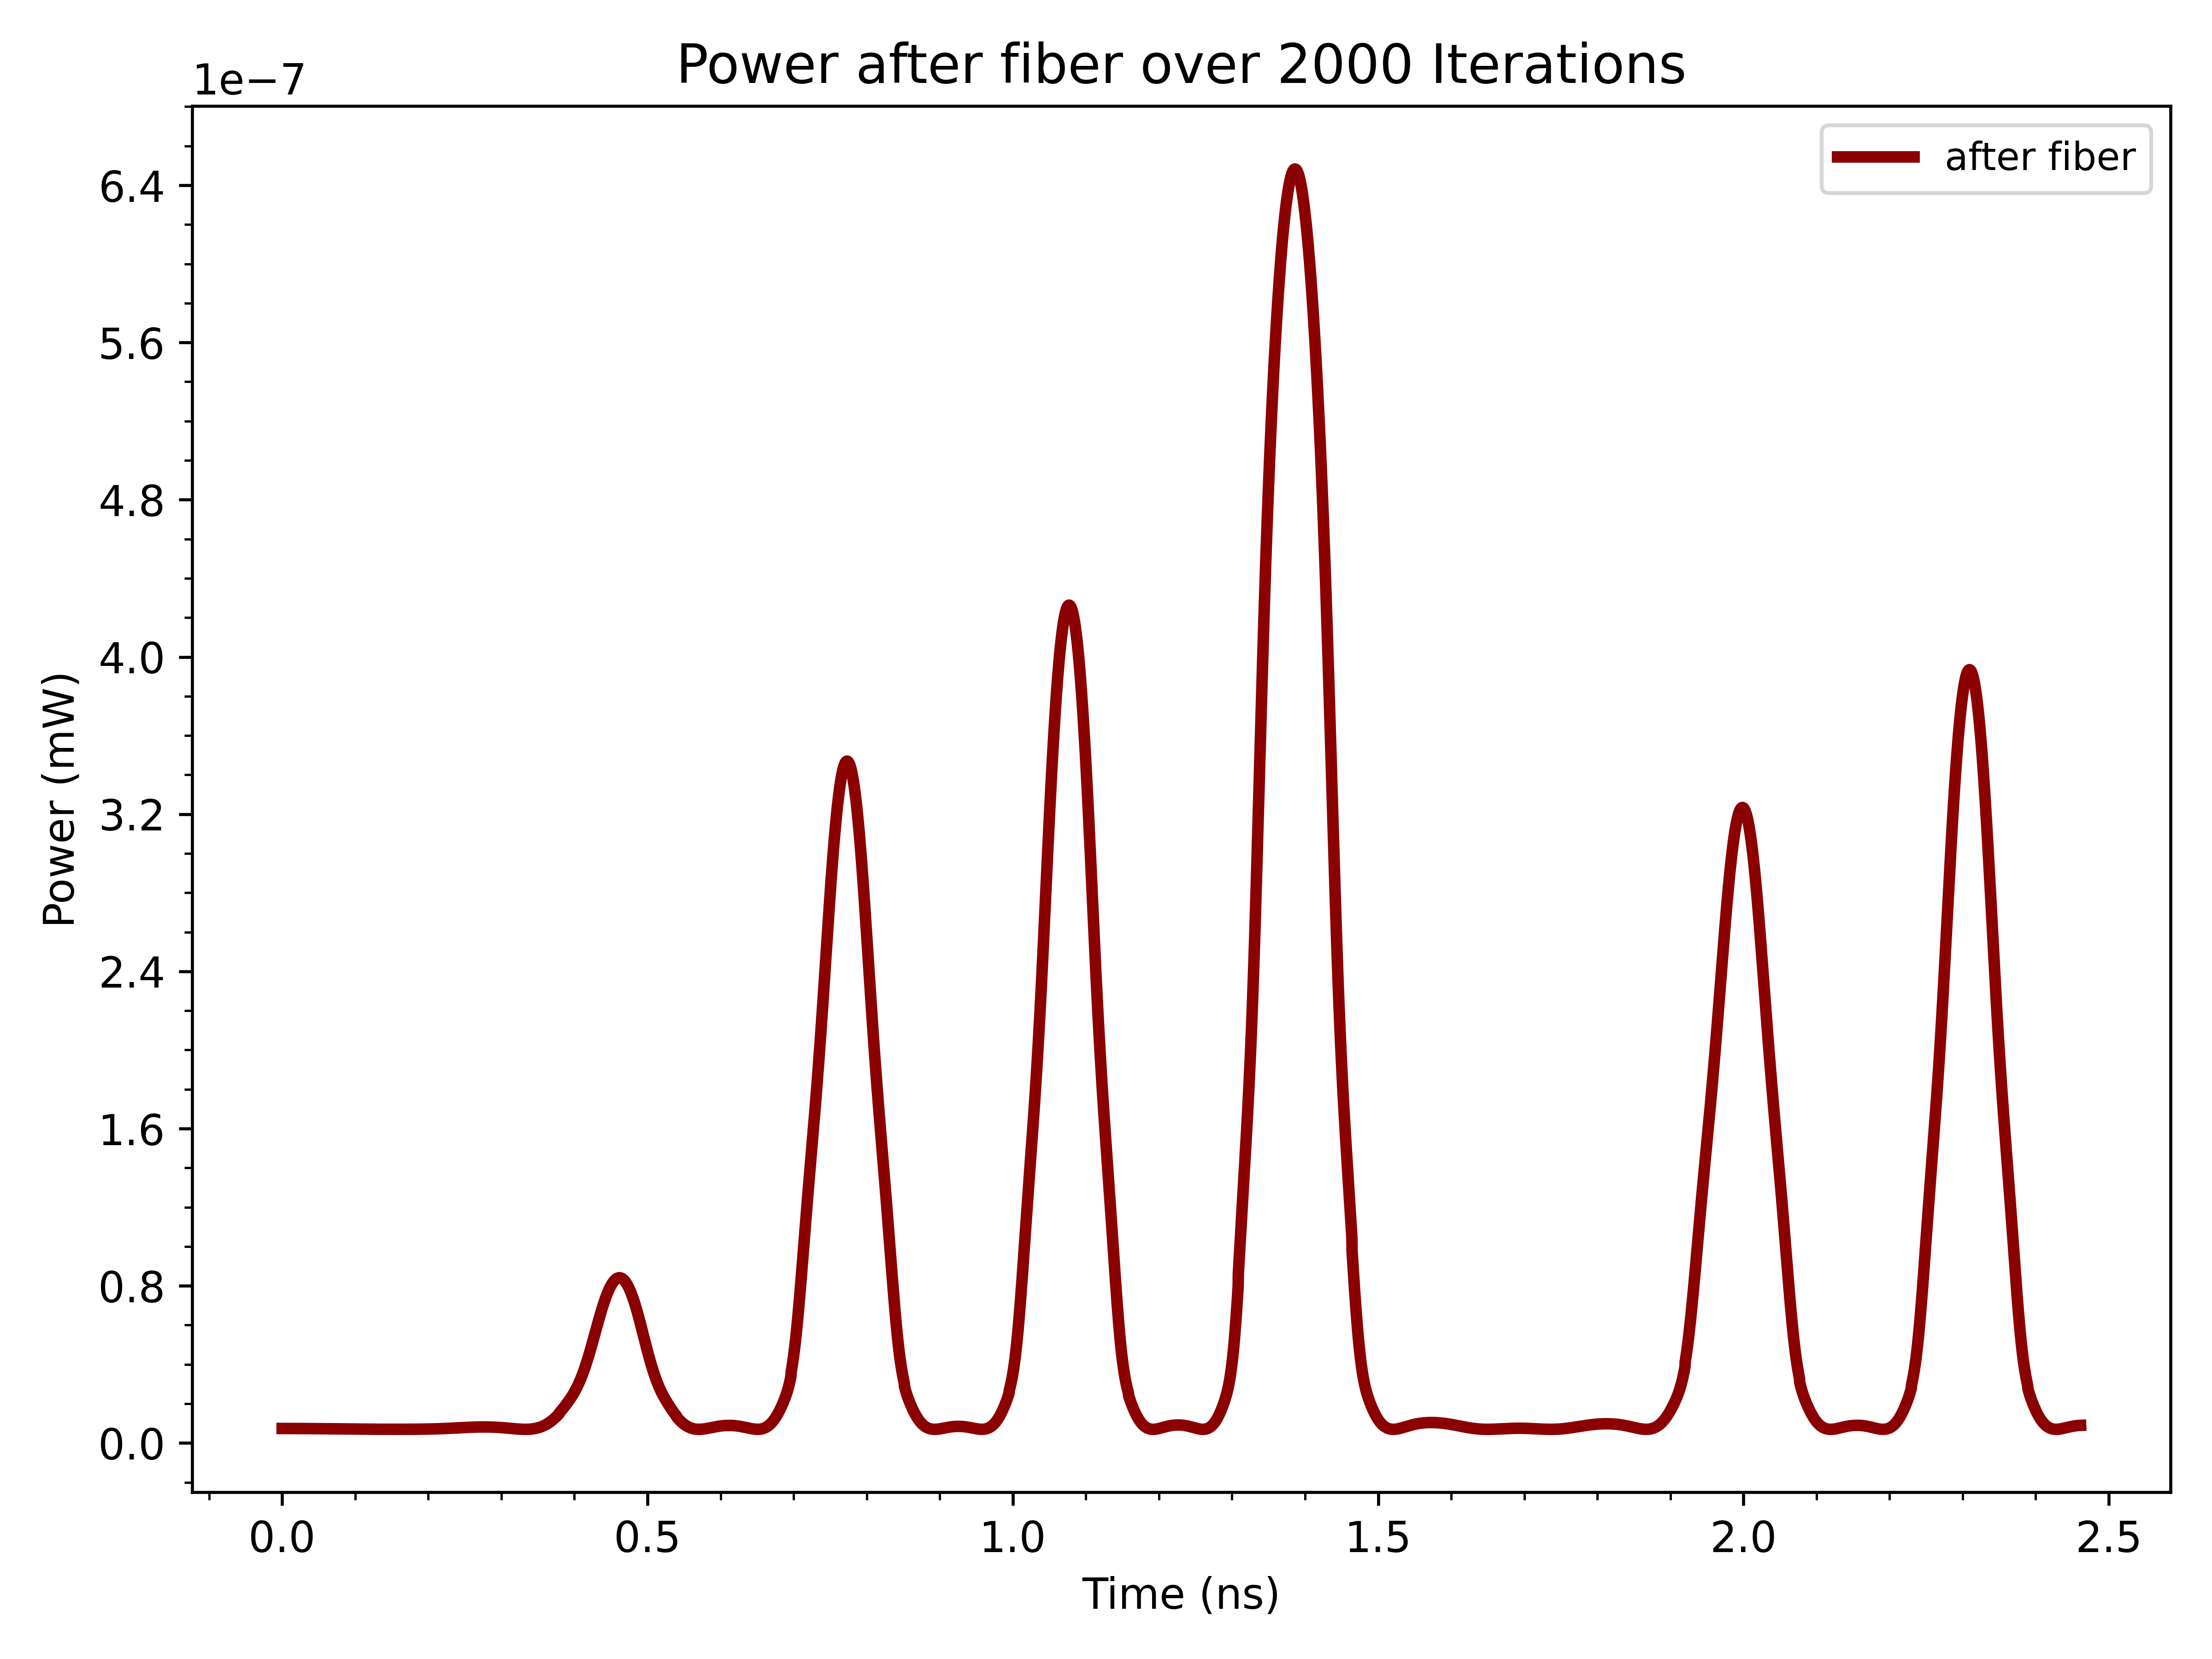 Power after fiber over 2000 Iterations
1e−7
after fiber
6.4
5.6
4.8
4.0
3.2
2.4
1.6
0.8
0.0
Power (mW)
0.0 0.5 1.0 1.5 2.0 2.5
Time (ns)